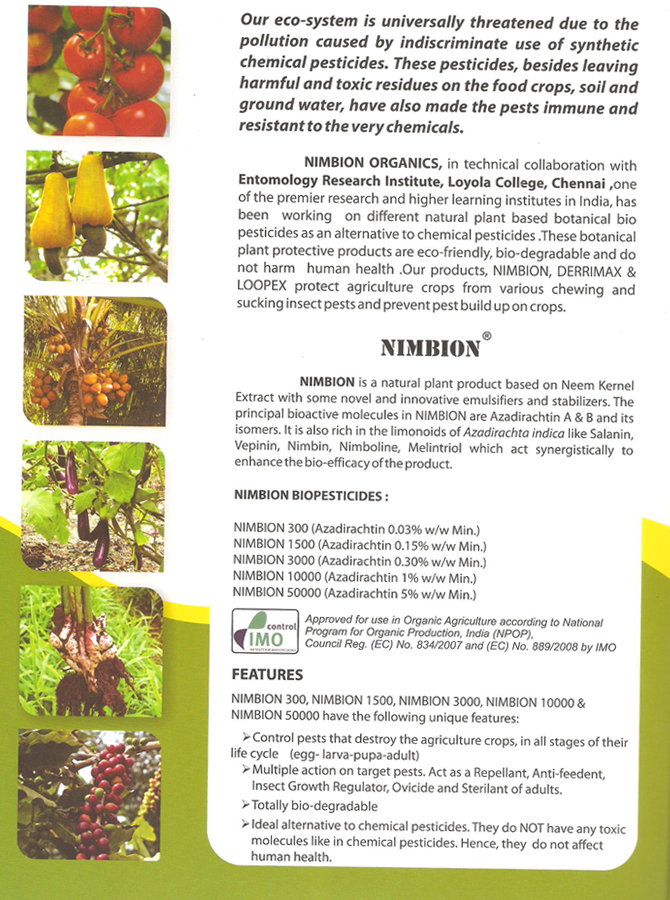 Our eco-system is universally threatened due to the
pollution caused by indiscriminate use of synthetic
chemical pesticides. These pesticides, besides leaving
harmful and toxic residues on the food crops, soil and
ground water, have also made the pests immune and
resistant to the very chemicals.
NIMBION ORGANICS, in technical collaboration with
Entomology Research Institute, Loyola College, Chennai ,one
of the premier research and higher learning institutes in India, has
been working on different natural plant based botanical bio
pesticides as an alternative to chemical pesticides .These botanical
plant protective products are eco-friendly, bio-degradable and do
not harm human health .Our products, NIMBION, DERRIMAX &
LOOPEX protect agriculture crops from various chewing and
sucking insect pests and prevent pest build up on crops.
NIMBION®
NIMBION is a natural plant product based on Neem Kernel
Extract with some novel and innovative emulsifiers and stabilizers. The
principal bioactive molecules in NIMBION are Azadirachtin A & B and its
isomers. It is also rich in the limonoids of Azadirachta indica like Salanin,
Vepinin, Nimbin, Nimboline, Melintriol which act synergistically to
enhance the bio-efficacy of the product.
NIMBION BIOPESTICIDES :
NIMBION 300 (Azadirachtin 0.03% w/w Min.)
NIMBION 1500 (Azadirachtin 0.15% w/w Min.)
NIMBION 3000 (Azadirachtin 0.30% w/w Min.)
NIMBION 10000 (Azadirachtin 1% w/w Min.)
NIMBION 50000 (Azadirachtin 5% w/w Min.)
control
IMO
Approved for use in Organic Agriculture according to National
Program for Organic Production, India (NPOP),
Council Reg. (EC) No. 834/2007 and (EC) No. 889/2008 by IMO
FEATURES
NIMBION 300, NIMBION 1500, NIMBION 3000, NIMBION 10000 &
NIMBION 50000 have the following unique features:
➢Control pests that destroy the agriculture crops, in all stages of their
life cycle (egg- larva-pupa-adult)
➢Multiple action on target pests. Act as a Repellant, Anti-feedent,
Insect Growth Regulator, Ovicide and Sterilant of adults.
➢Totally bio-degradable
➢Ideal alternative to chemical pesticides. They do NOT have any toxic
molecules like in chemical pesticides. Hence, they do not affect
human health.